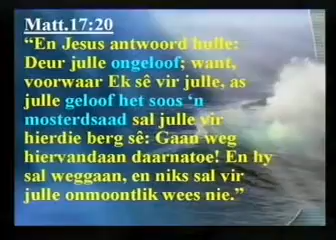 Matt.17:20
“En Jesus antwoord hulle:
Deur julle ongeloof; want,
voorwaar Ek sê vir julle, as
julle geloof het soos ‘n
mosterdsaad sal julle vir
hierdie berg sê: Gaan weg
hiervandaan daarnatoe! En hy
sal weggaan, en niks sal vir
julle onmoontlik wees nie.”